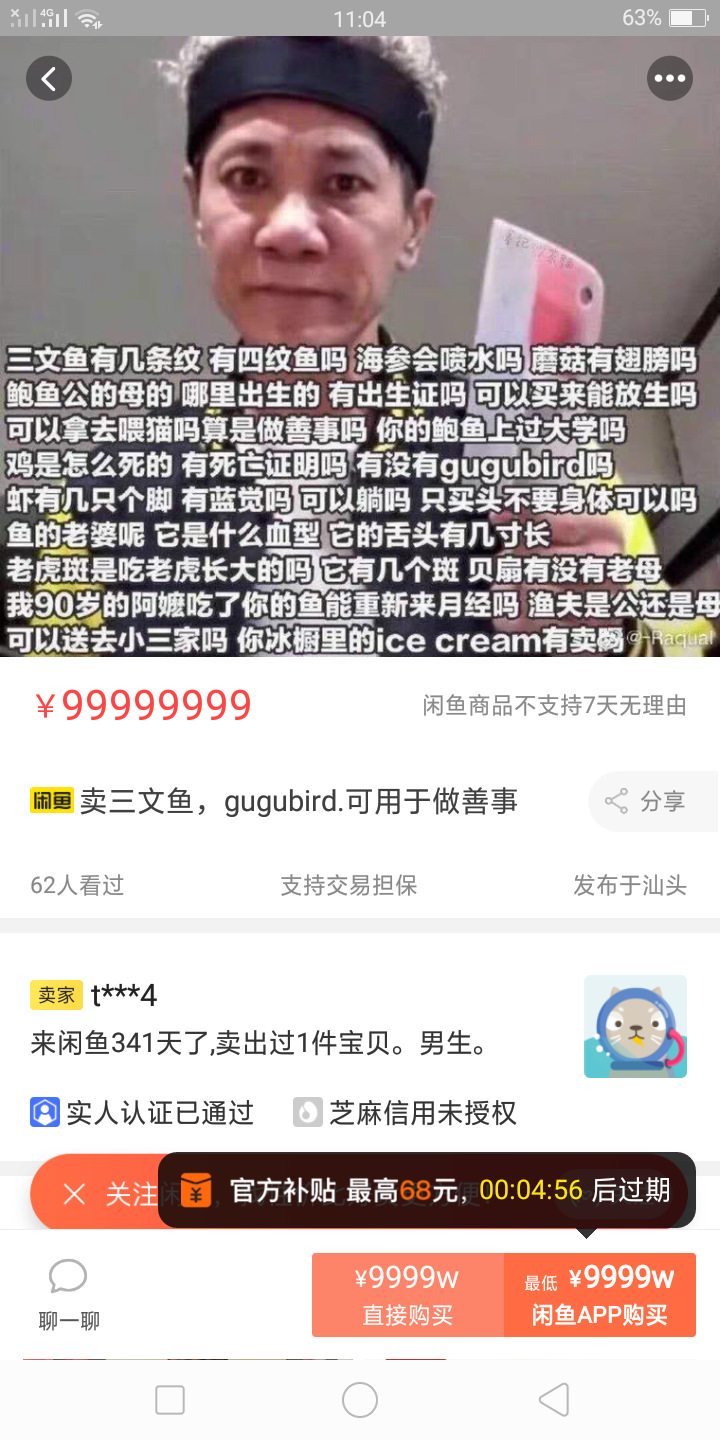 4G
11:04
63%
三文鱼有几条纹 有四纹鱼吗 海参会喷水吗 蘑菇有翅膀吗
鲍鱼公的母的 哪里出生的 有出生证吗 可以买来能放生吗
可以拿去喂猫吗算是做善事吗 你的鲍鱼上过大学吗
鸡是怎么死的 有死亡证明吗 有没有gugubird吗
虾有几只个脚 有蓝觉吗 可以躺吗 只买头不要身体可以吗
鱼的老婆呢 它是什么血型 它的舌头有几寸长
老虎斑是吃老虎长大的吗 它有几个斑 贝扇有没有老母
我90岁的阿嬷吃了你的鱼能重新来月经吗 渔夫是公还是母
可以送去小三家吗 你冰橱里的ice cream有卖吗
@-Raqual
¥99999999
闲鱼商品不支持7天无理由
闲鱼 卖三文鱼，gugubird.可用于做善事
分享
62人看过
支持交易担保
发布于汕头
卖家 t***4
来闲鱼341天了,卖出过1件宝贝。男生。
实人认证已通过
芝麻信用未授权
关注闲
官方补贴 最高68元，00:04:56 后过期
聊一聊
¥9999w
直接购买
最低 ¥9999w
闲鱼APP购买